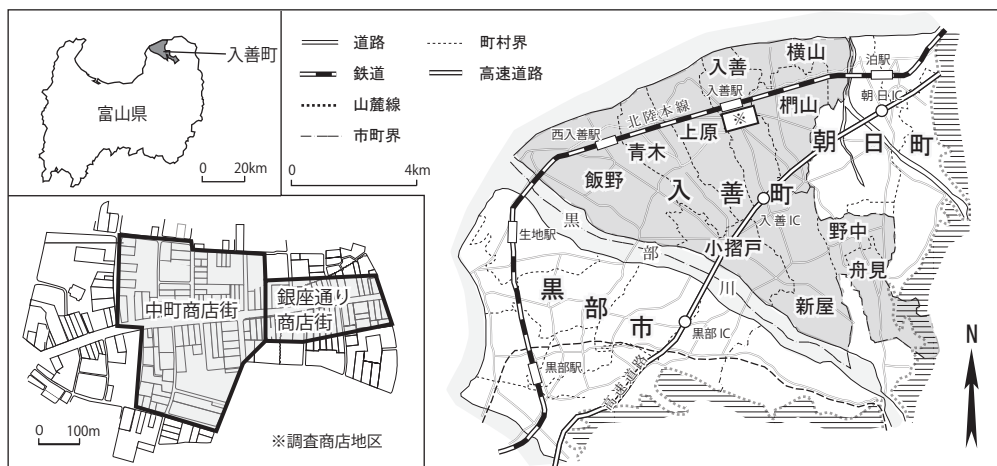 入善町
富山県
0 20km
道路
鉄道
山麓線
市町界
町村界
高速道路
0 4km
中町商店街
銀座通り
商店街
0 100m
※調査商店地区
横山
入善
入善駅
泊駅
朝日IC
椚山
北陸本線
※
上原
西入善駅
青木
朝日町
飯野
入善町
入善IC
生地駅
黒部川
小摺戸
野中
舟見
新屋
黒部市
黒部IC
黒部駅
高速道路
N